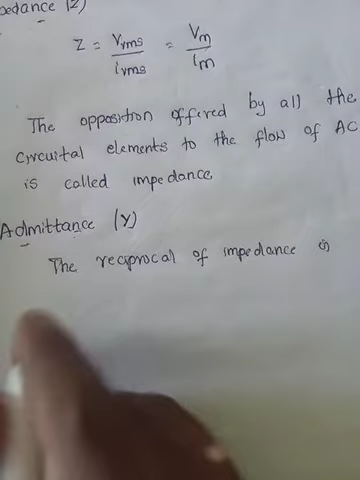 pedance (Z)
Z = Vrms / irms = Vm / im
The opposition offered by all the
circuital elements to the flow of AC
is called impedance
Admittance (Y)
The reciprocal of impedance is